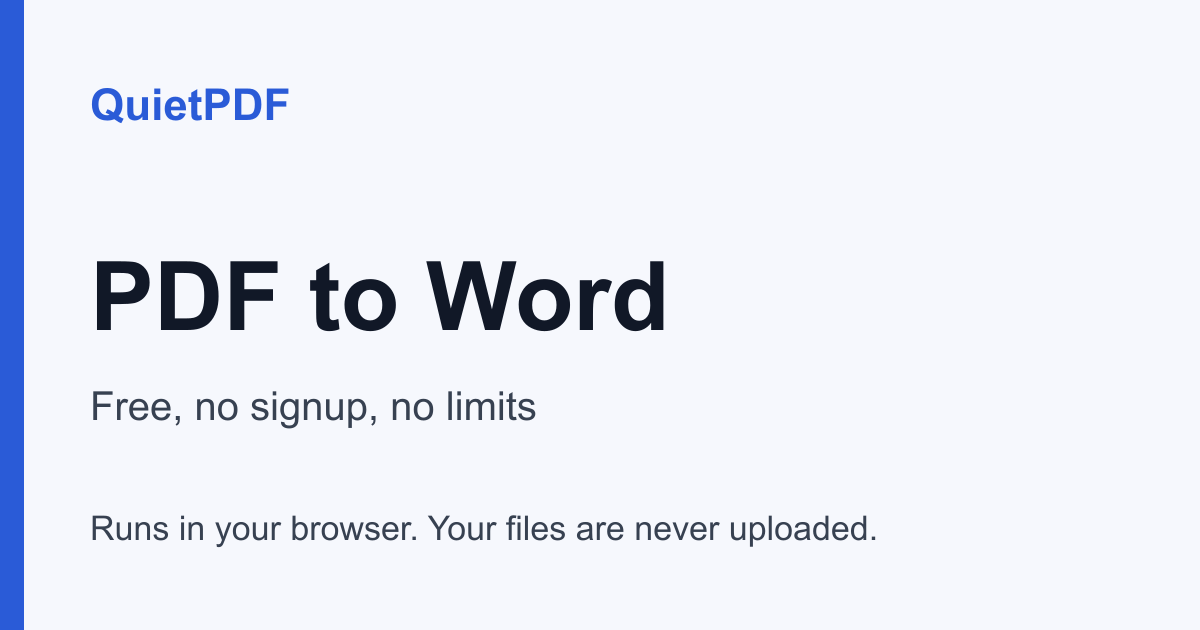 QuietPDF
PDF to Word
Free, no signup, no limits
Runs in your browser. Your files are never uploaded.